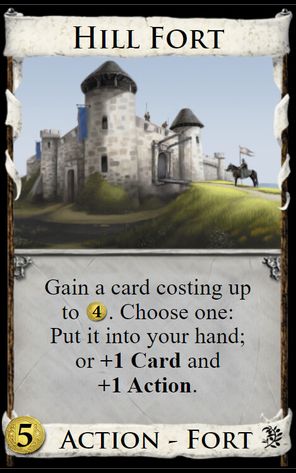 HILL FORT
Gain a card costing up
to 4. Choose one:
Put it into your hand;
or +1 Card and
+1 Action.
5 ACTION - FORT